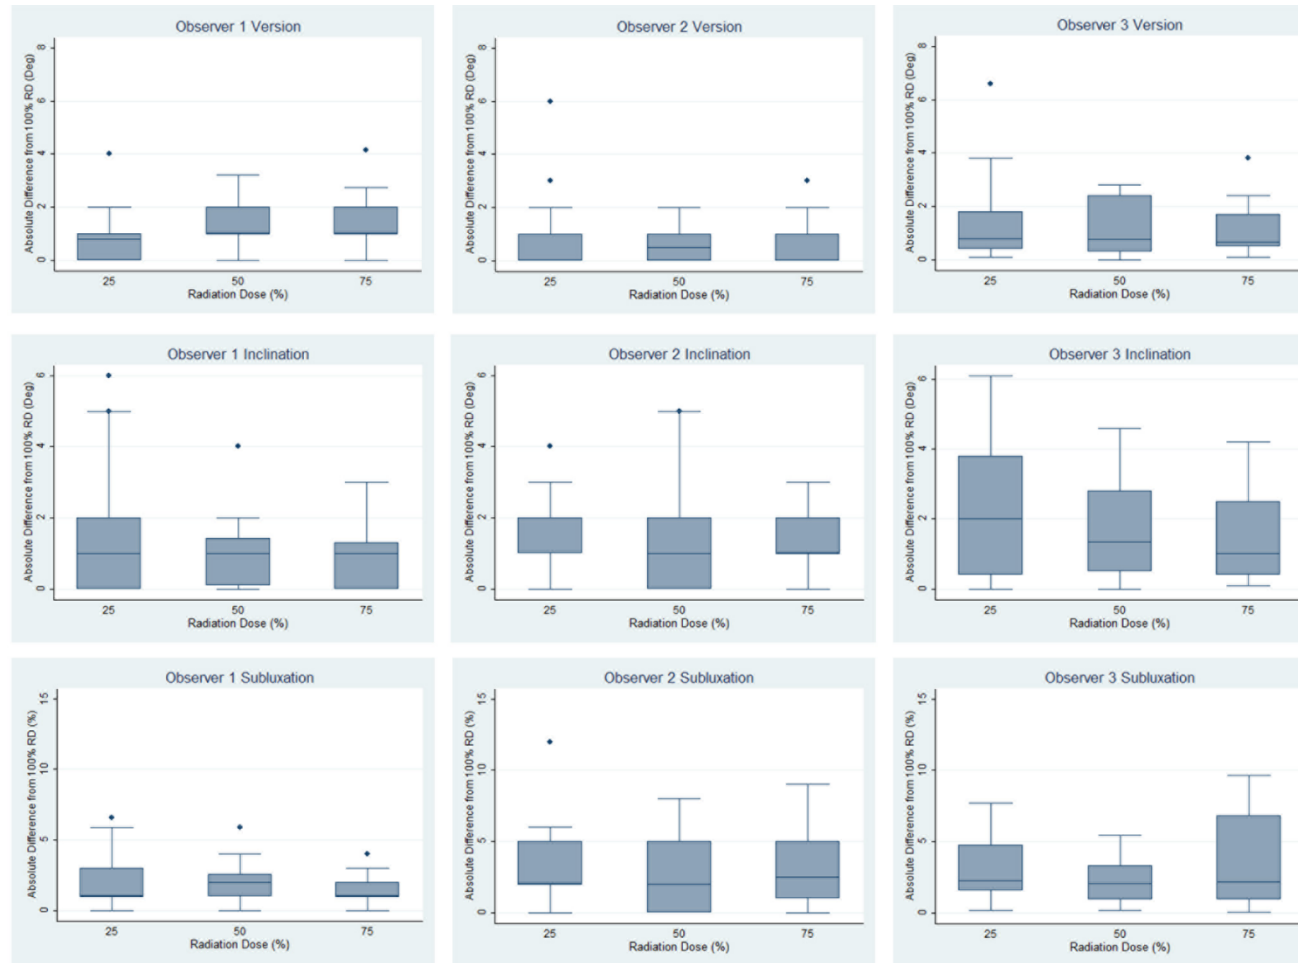 Observer 1 Version
Absolute Difference from 100% RD (Deg)
8
6
4
2
0
25 50 75
Radiation Dose (%)
Observer 2 Version
Absolute Difference from 100% RD (Deg)
8
6
4
2
0
25 50 75
Radiation Dose (%)
Observer 3 Version
Absolute Difference from 100% RD (Deg)
8
6
4
2
0
25 50 75
Radiation Dose (%)
Observer 1 Inclination
Absolute Difference from 100% RD (Deg)
6
4
2
0
25 50 75
Radiation Dose (%)
Observer 2 Inclination
Absolute Difference from 100% RD (Deg)
6
4
2
0
25 50 75
Radiation Dose (%)
Observer 3 Inclination
Absolute Difference from 100% RD (Deg)
6
4
2
0
25 50 75
Radiation Dose (%)
Observer 1 Subluxation
Absolute Difference from 100% RD (%)
15
10
5
0
25 50 75
Radiation Dose (%)
Observer 2 Subluxation
Absolute Difference from 100% RD (%)
15
10
5
0
25 50 75
Radiation Dose (%)
Observer 3 Subluxation
Absolute Difference from 100% RD (%)
15
10
5
0
25 50 75
Radiation Dose (%)